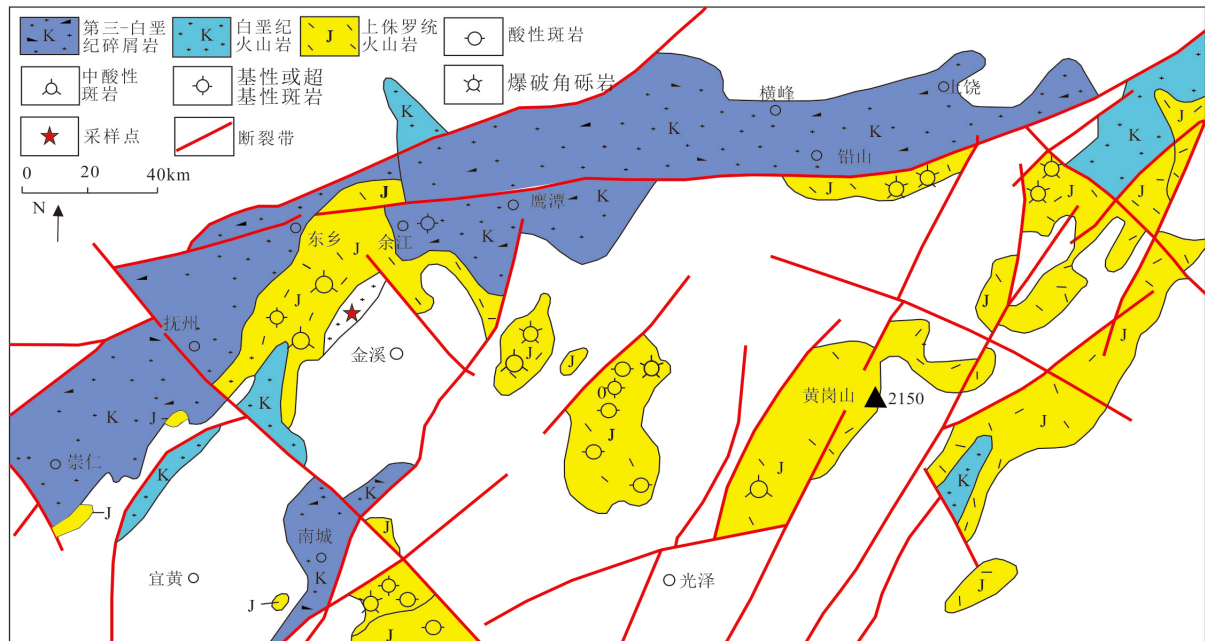 K
第三-白垩
纪碎屑岩
K
白垩纪
火山岩
J
上侏罗统
火山岩
酸性斑岩
中酸性
斑岩
基性或超
基性斑岩
爆破角砾岩
采样点
断裂带
0 20 40km
N
K
横峰
上饶
K
铅山
K
J
J
J
J
J
鹰潭
K
余江
K
东乡
J
J
抚州
金溪
J
J
J
0
J
黄岗山
2150
J
J
K
J
K
崇仁
K
J
K
J
K
南城
K
J
宜黄
J
J
J
光泽
J
J